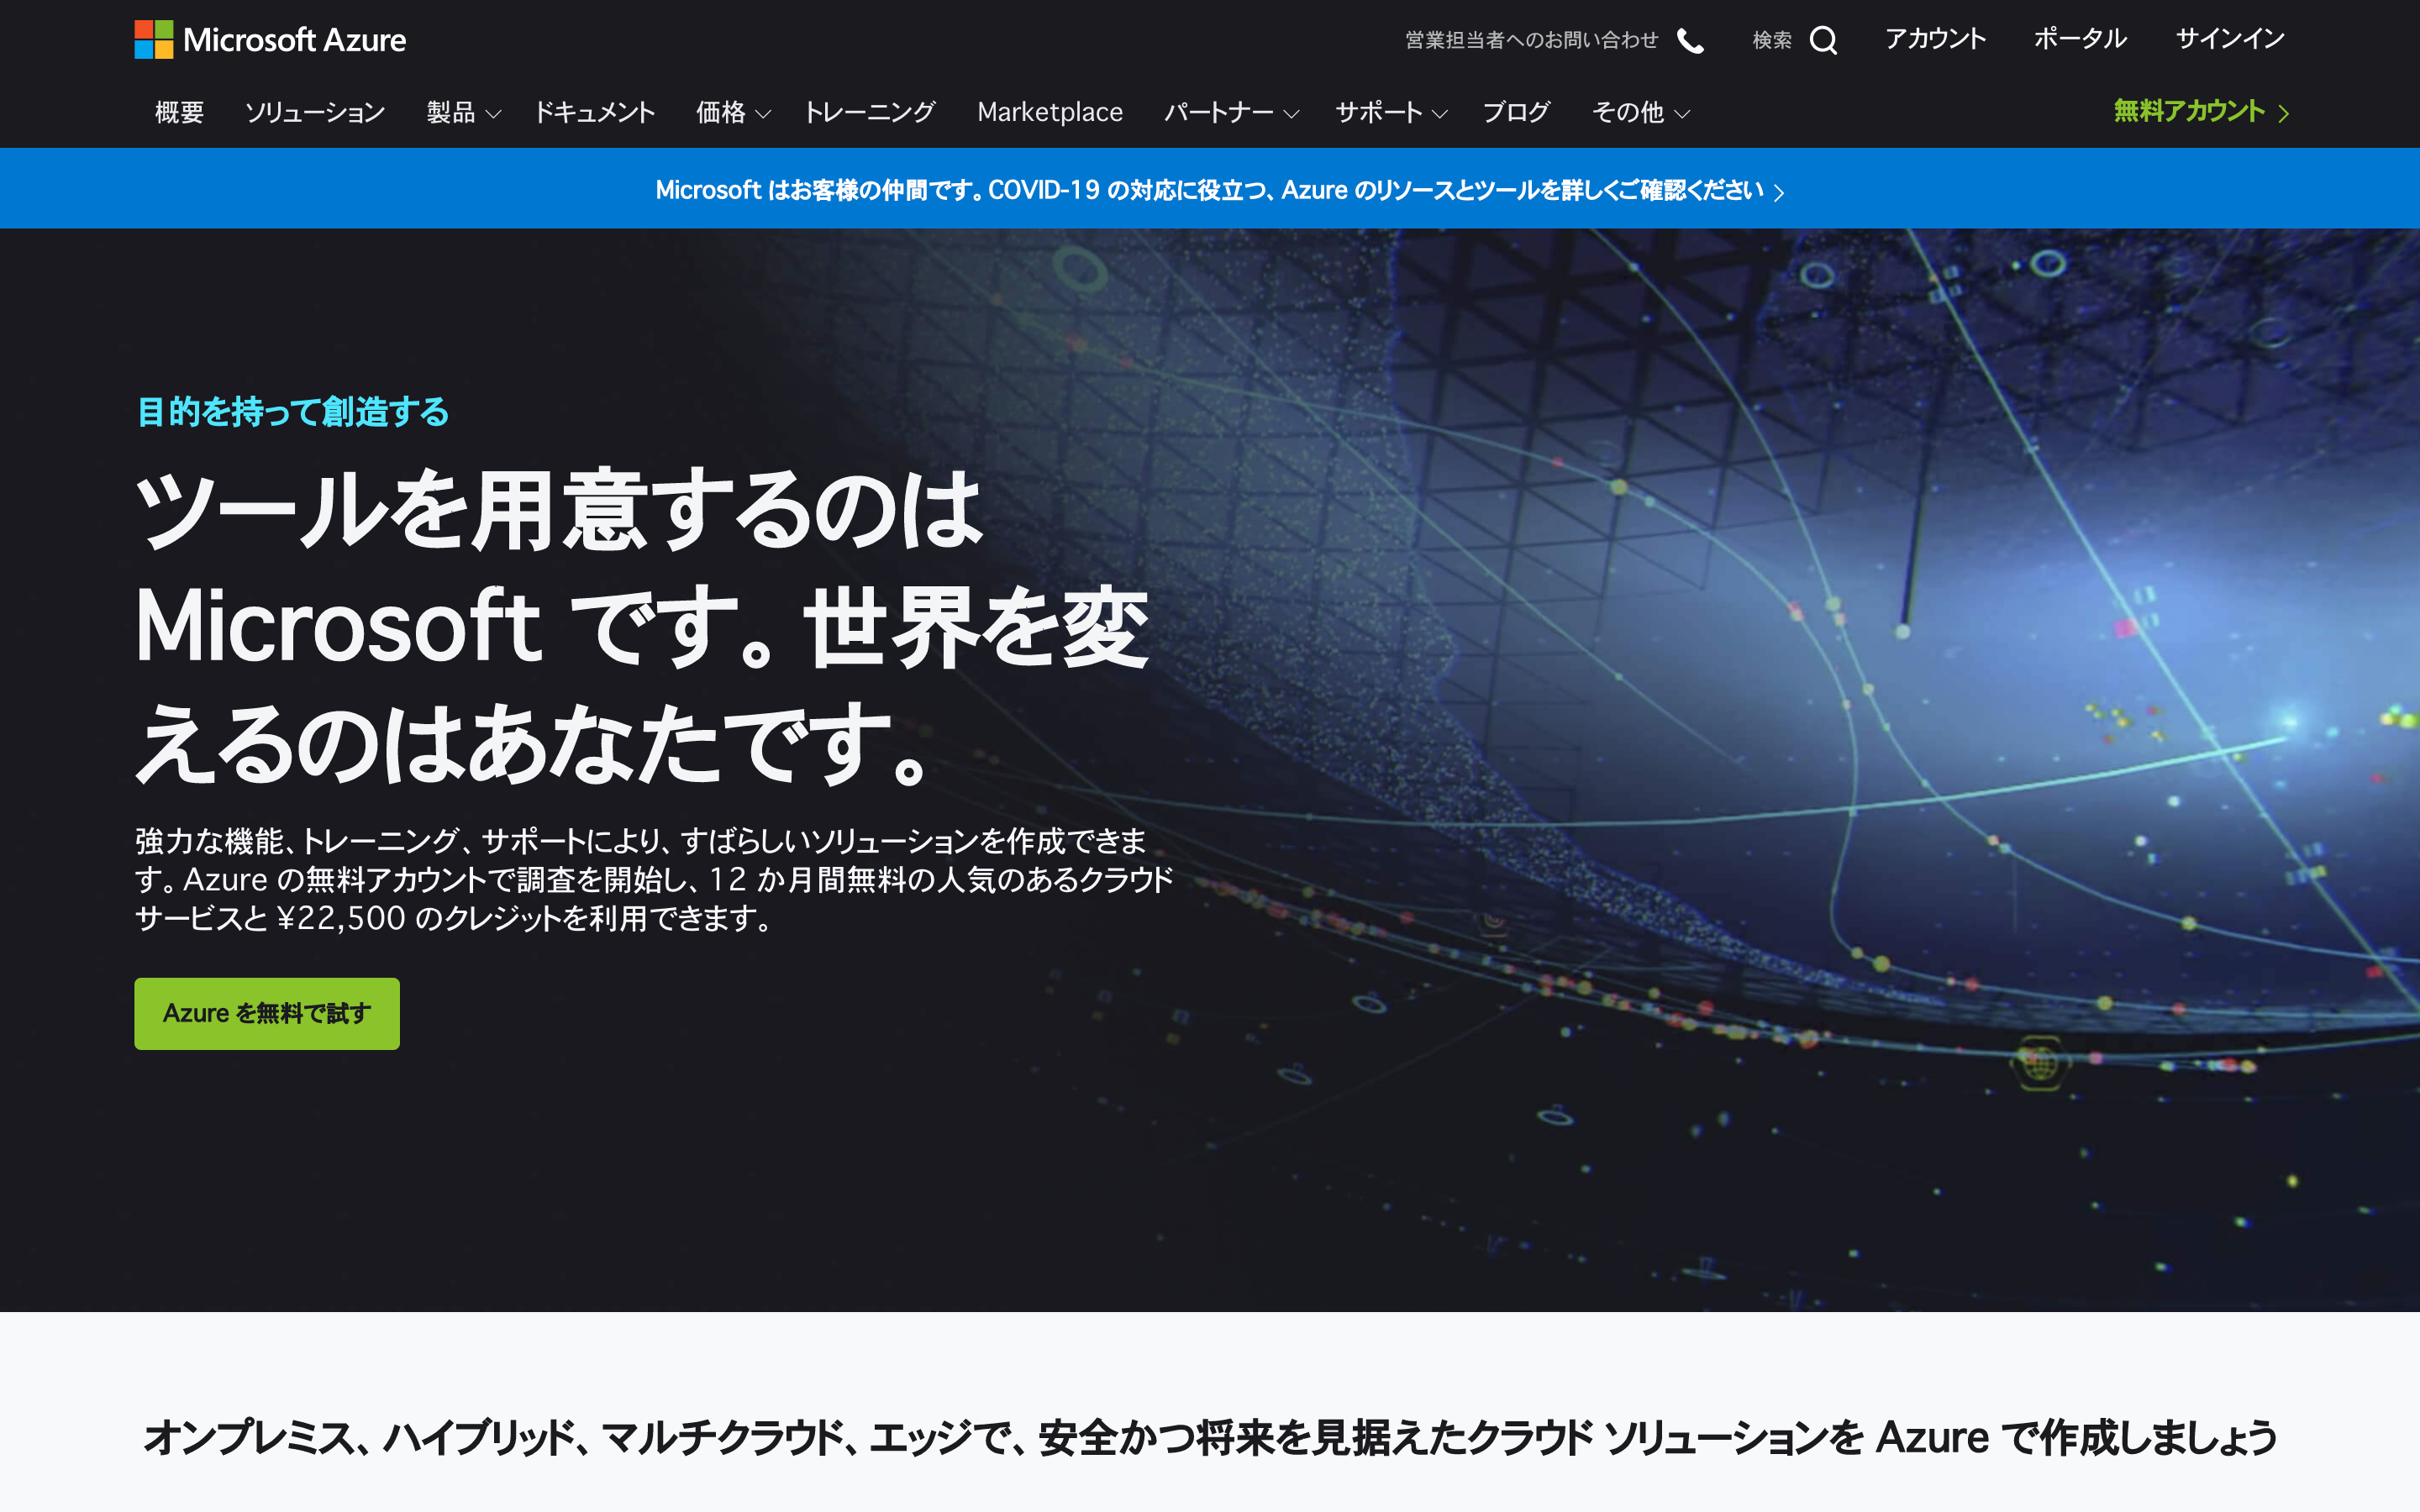 Microsoft Azure
営業担当者へのお問い合わせ 検索 アカウント ポータル サインイン
概要 ソリューション 製品 ドキュメント 価格 トレーニング Marketplace パートナー サポート ブログ その他 無料アカウント
Microsoft はお客様の仲間です。COVID-19 の対応に役立つ、Azure のリソースとツールを詳しくご確認ください
目的を持って創造する
ツールを用意するのは
Microsoft です。世界を変
えるのはあなたです。
強力な機能、トレーニング、サポートにより、すばらしいソリューションを作成できま
す。Azure の無料アカウントで調査を開始し、12 か月間無料の人気のあるクラウド
サービスと ¥22,500 のクレジットを利用できます。
Azure を無料で試す
オンプレミス、ハイブリッド、マルチクラウド、エッジで、安全かつ将来を見据えたクラウド ソリューションを Azure で作成しましょう